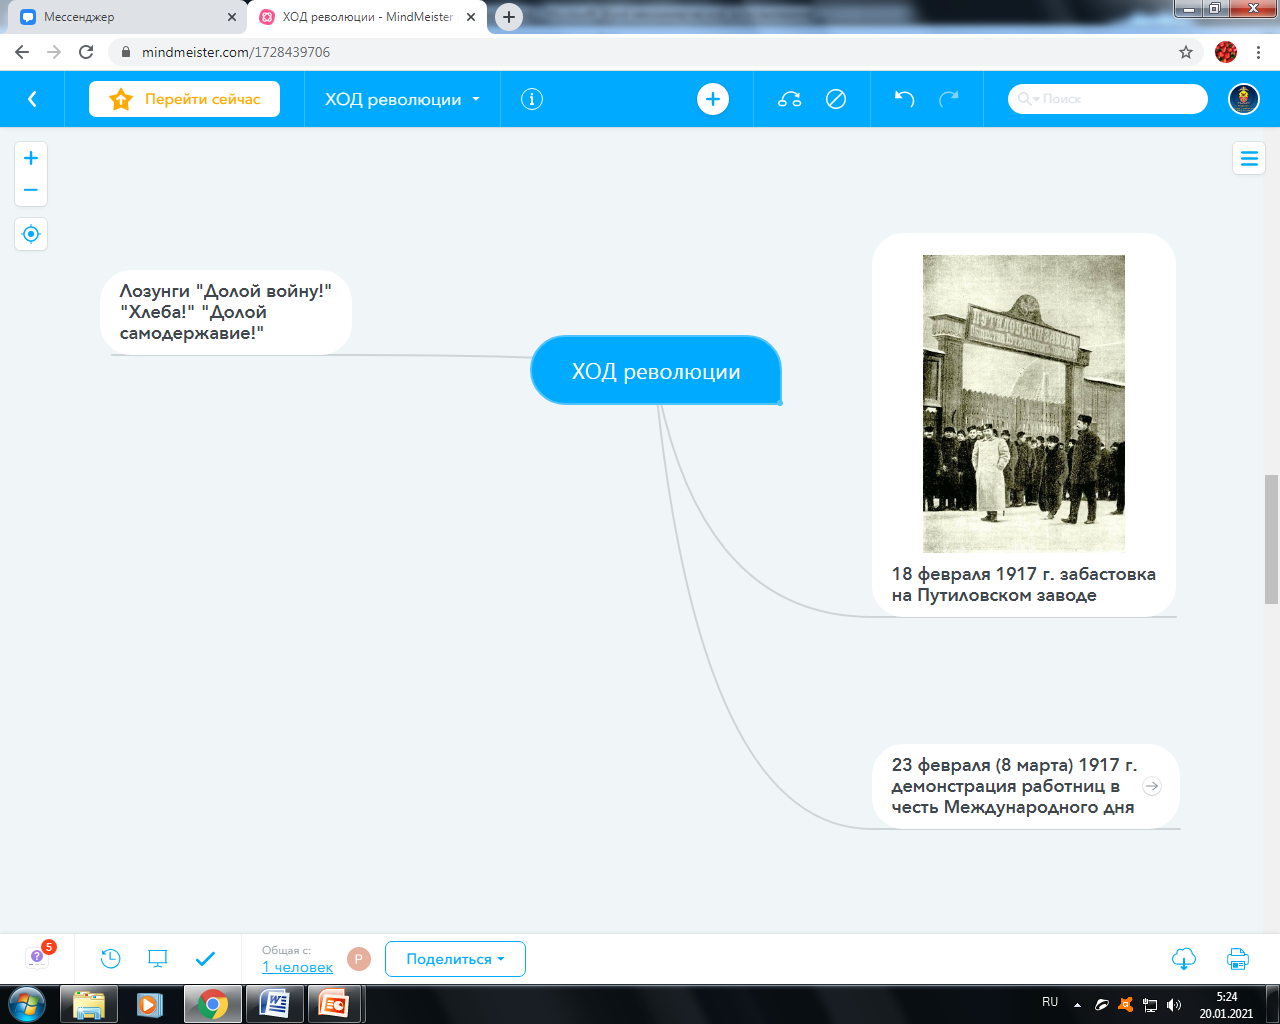 Мессенджер
ХОД революции - MindMeister
mindmeister.com/1728439706
Перейти сейчас
ХОД революции
Поиск
Лозунги "Долой войну!"
"Хлеба!" "Долой
самодержавие!"
ХОД революции
18 февраля 1917 г. забастовка
на Путиловском заводе
23 февраля (8 марта) 1917 г.
демонстрация работниц в
честь Международного дня
5
?
Общая с:
1 человек
P
Поделиться
RU
5:24
20.01.2021